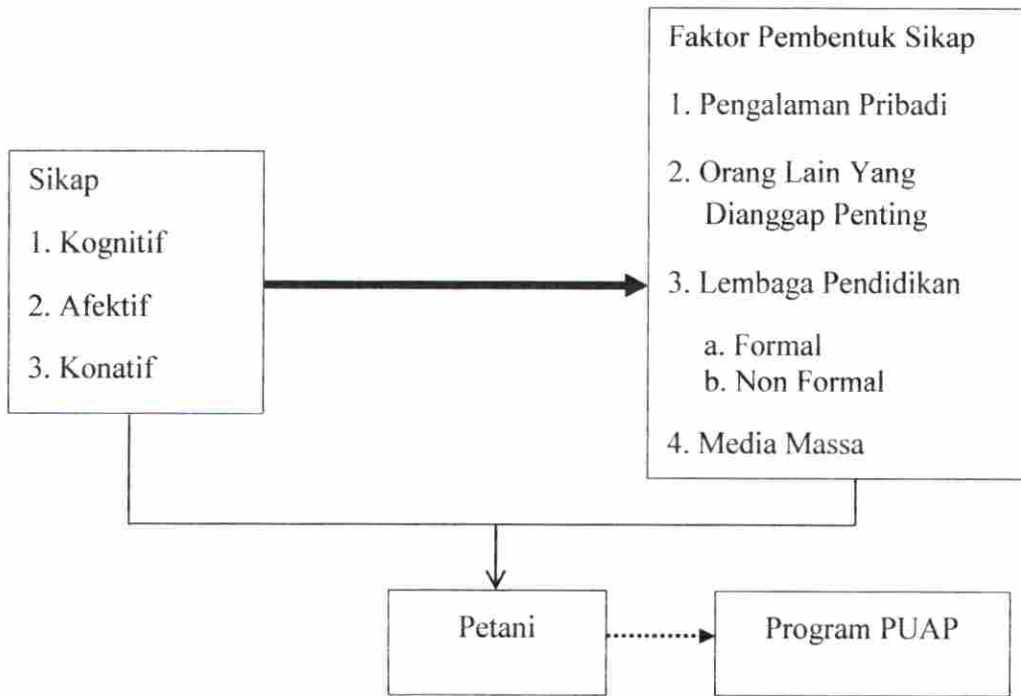 Sikap
1. Kognitif
2. Afektif
3. Konatif
Faktor Pembentuk Sikap
1. Pengalaman Pribadi
2. Orang Lain Yang
Dianggap Penting
3. Lembaga Pendidikan
a. Formal
b. Non Formal
4. Media Massa
Petani
Program PUAP